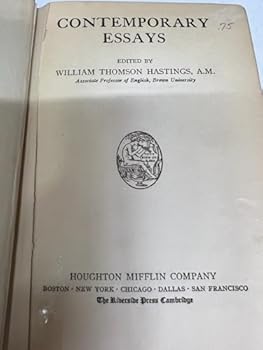 CONTEMPORARY
ESSAYS
.75
EDITED BY
WILLIAM THOMSON HASTINGS, A.M.
Associate Professor of English, Brown University
HOUGHTON MIFFLIN COMPANY
BOSTON · NEW YORK · CHICAGO · DALLAS · SAN FRANCISCO
The Riverside Press Cambridge